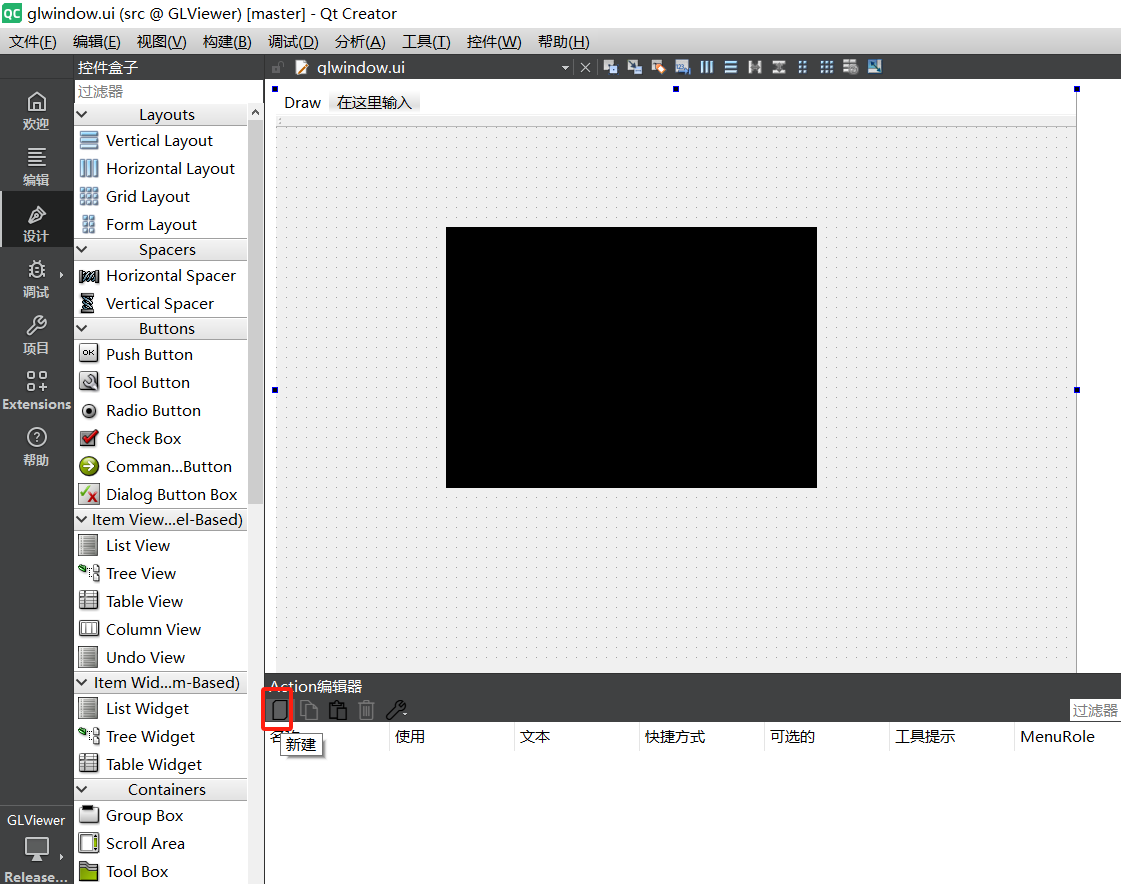 QC glwindow.ui (src @ GLViewer) [master] - Qt Creator
文件(F) 编辑(E) 视图(V) 构建(B) 调试(D) 分析(A) 工具(T) 控件(W) 帮助(H)
控件盒子
glwindow.ui
过滤器
欢迎
编辑
设计
调试
项目
Extensions
帮助
GLViewer
Release...
Layouts
Vertical Layout
Horizontal Layout
Grid Layout
Form Layout
Spacers
Horizontal Spacer
Vertical Spacer
Buttons
OK Push Button
Tool Button
Radio Button
Check Box
Comman...Button
Dialog Button Box
Item View...el-Based)
List View
Tree View
Table View
Column View
Undo View
Item Wid...m-Based)
List Widget
Tree Widget
Table Widget
Containers
Group Box
Scroll Area
Tool Box
Draw 在这里输入
Action编辑器
过滤器
使用 文本 快捷方式 可选的 工具提示 MenuRole
新建